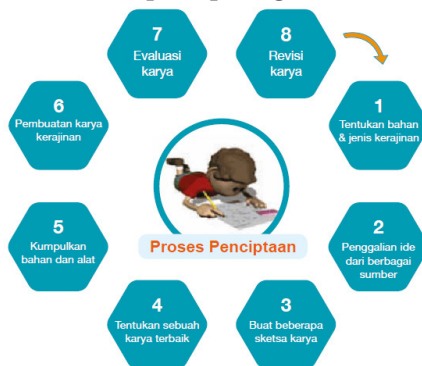 7
Evaluasi
karya
8
Revisi
karya
6
Pembuatan karya
kerajinan
1
Tentukan bahan
& jenis kerajinan
Proses Penciptaan
5
Kumpulkan
bahan dan alat
2
Penggalian ide
dari berbagai
sumber
4
Tentukan sebuah
karya terbaik
3
Buat beberapa
sketsa karya